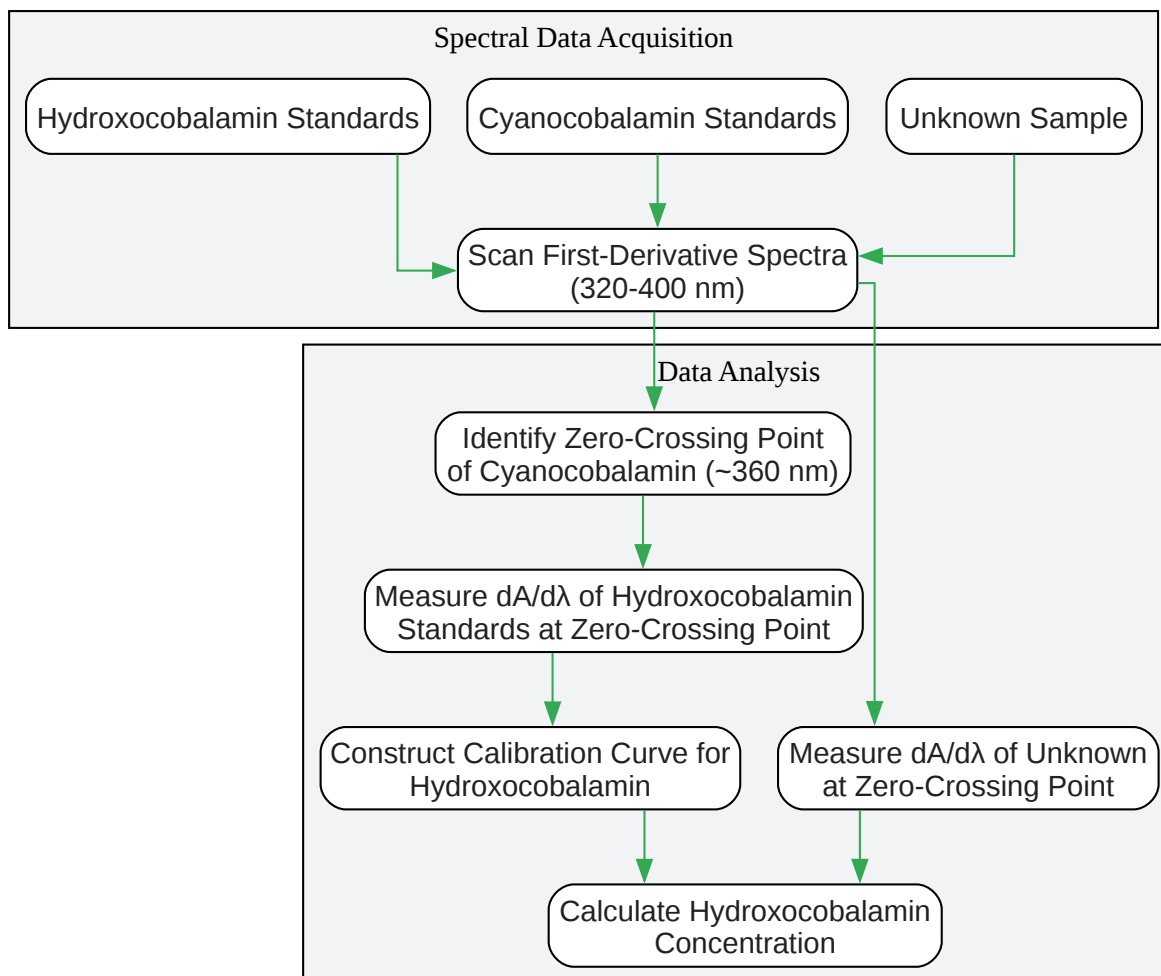 Spectral Data Acquisition
Hydroxocobalamin Standards
Cyanocobalamin Standards
Unknown Sample
Scan First-Derivative Spectra
(320-400 nm)
Data Analysis
Identify Zero-Crossing Point
of Cyanocobalamin (~360 nm)
Measure dA/dλ of Hydroxocobalamin
Standards at Zero-Crossing Point
Construct Calibration Curve for
Hydroxocobalamin
Measure dA/dλ of Unknown
at Zero-Crossing Point
Calculate Hydroxocobalamin
Concentration